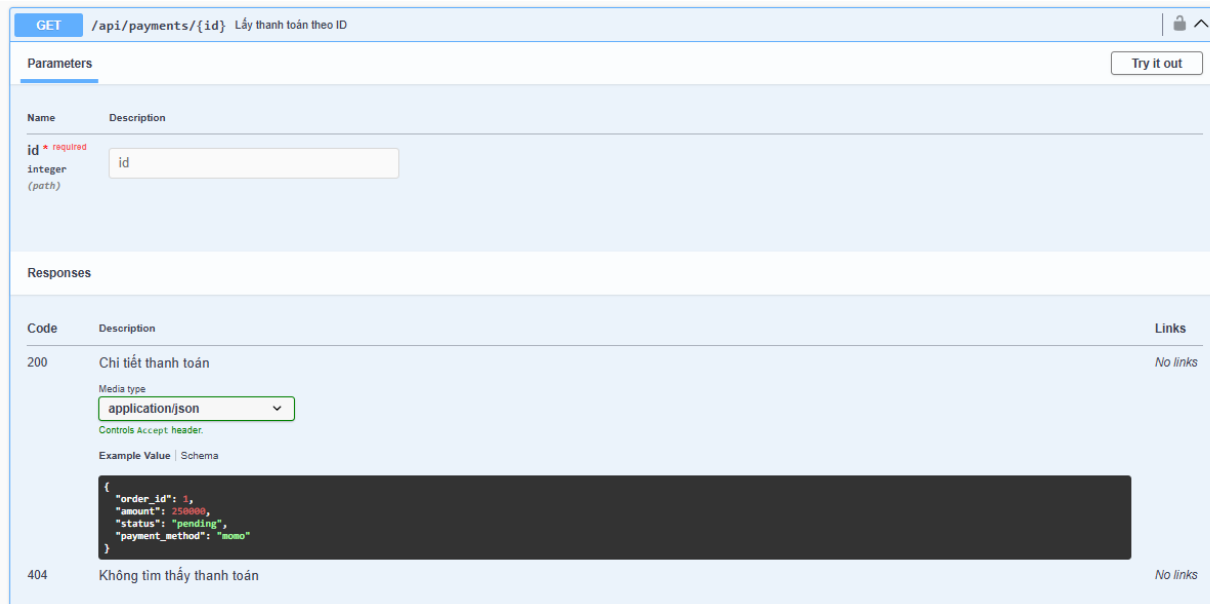 GET /api/payments/{id} Lấy thanh toán theo ID
Parameters
Try it out
Name Description
id * required
integer
(path)
id
Responses
Code Description Links
200 Chi tiết thanh toán No links
Media type
application/json
Controls Accept header.
Example Value | Schema
{
"order_id": 1,
"amount": 250000,
"status": "pending",
"payment_method": "momo"
}
404 Không tìm thấy thanh toán No links